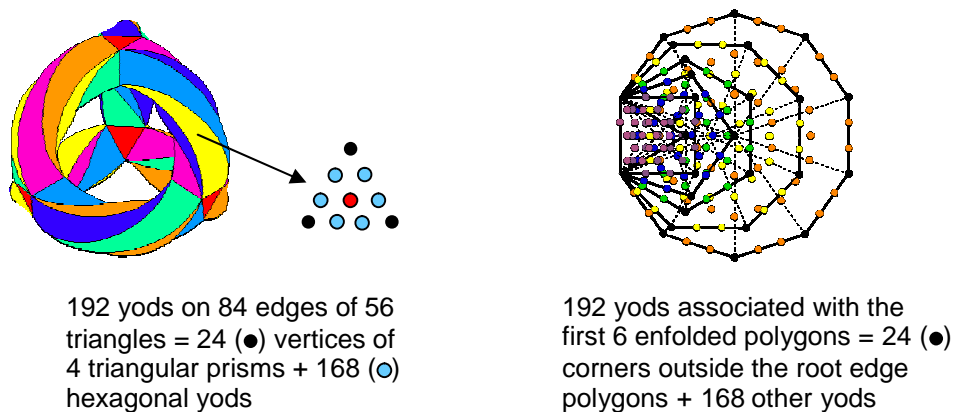 192 yods on 84 edges of 56
triangles = 24 (●) vertices of
4 triangular prisms + 168 (○)
hexagonal yods
192 yods associated with the
first 6 enfolded polygons = 24 (●)
corners outside the root edge
polygons + 168 other yods